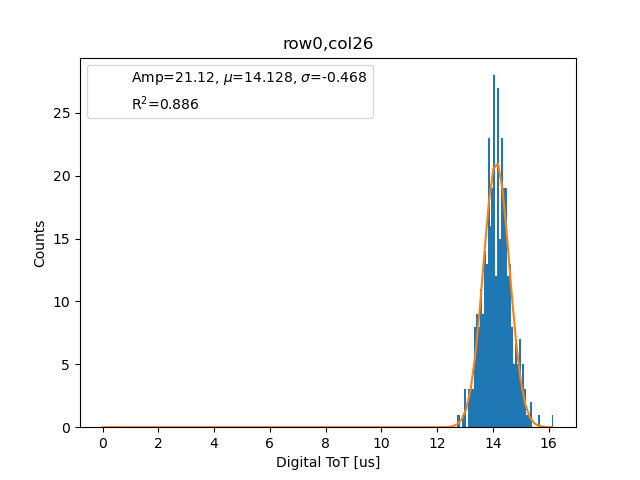 row0,col26
Amp=21.12, μ=14.128, σ=-0.468
R²=0.886
25
20
15
10
5
0
Counts
0 2 4 6 8 10 12 14 16
Digital ToT [us]